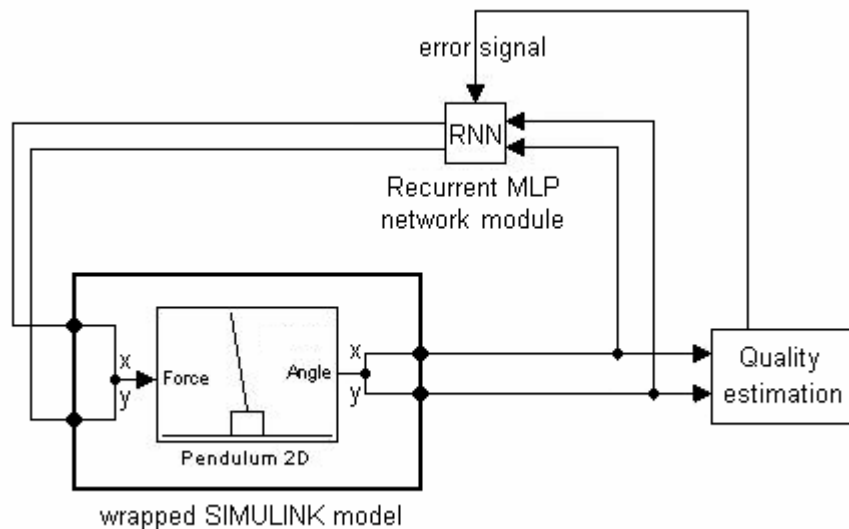 error signal
RNN
Recurrent MLP
network module
x
y
Force
Angle
x
y
Pendulum 2D
Quality
estimation
wrapped SIMULINK model